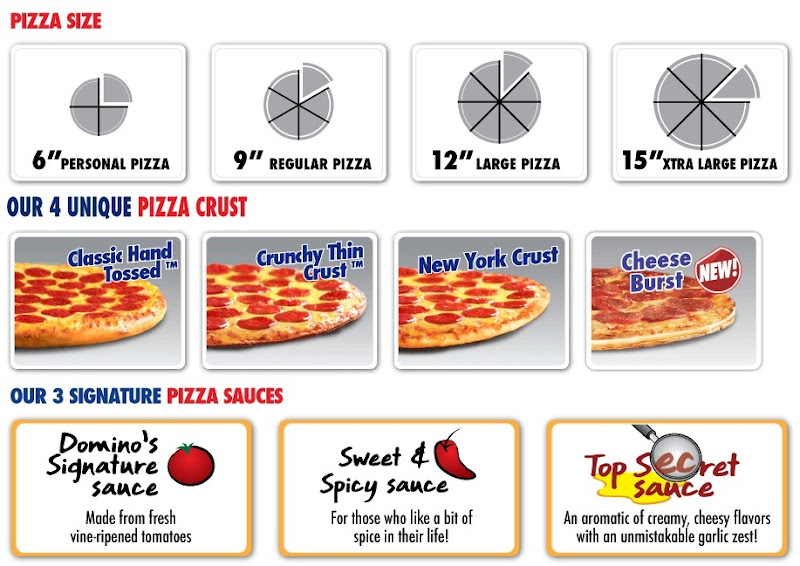 PIZZA SIZE
6” PERSONAL PIZZA
9” REGULAR PIZZA
12” LARGE PIZZA
15” XTRA LARGE PIZZA
OUR 4 UNIQUE PIZZA CRUST
Classic Hand
Tossed™
Crunchy Thin
Crust™
New York Crust
Cheese
Burst
NEW!
OUR 3 SIGNATURE PIZZA SAUCES
Domino's
Signature
sauce
Made from fresh
vine-ripened tomatoes
Sweet &
Spicy sauce
For those who like a bit of
spice in their life!
Top Secret
sauce
An aromatic of creamy, cheesy flavors
with an unmistakable garlic zest!